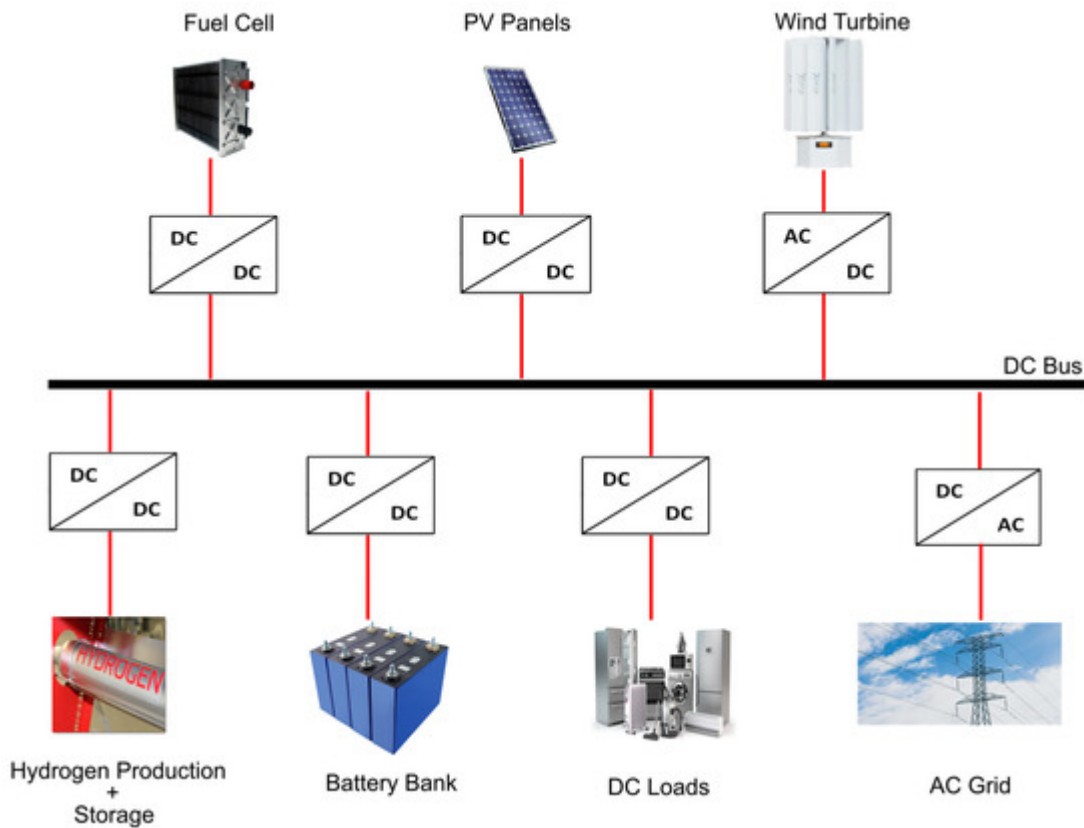 Fuel Cell
PV Panels
Wind Turbine
DC
DC
DC
DC
AC
DC
DC Bus
DC
DC
DC
DC
DC
DC
DC
AC
HYDROGEN
Hydrogen Production
+
Storage
Battery Bank
DC Loads
AC Grid